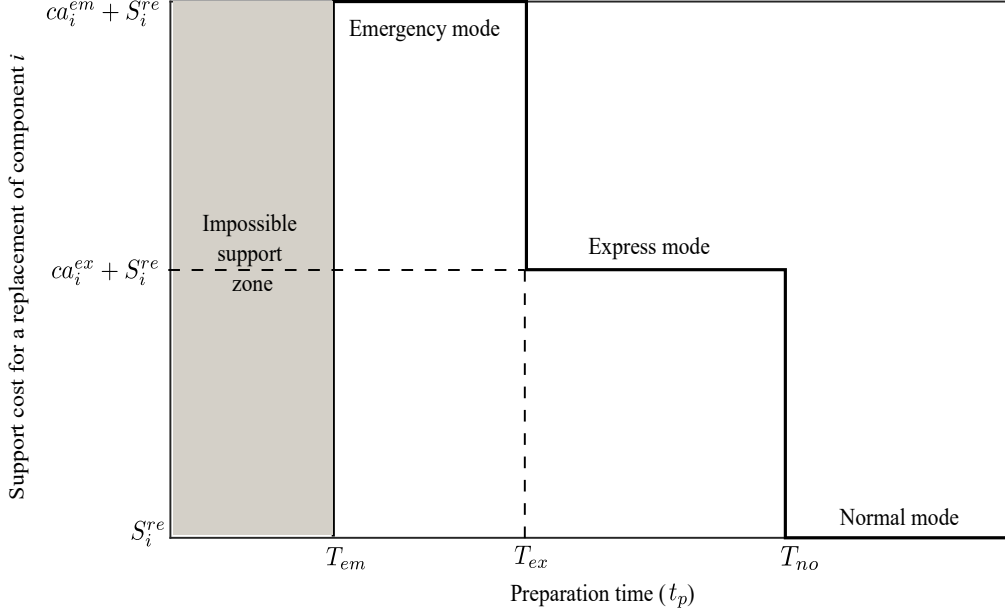 $ca_i^{em} + S_i^{re}$
Emergency mode
Support cost for a replacement of component i
Impossible
support
zone
Express mode
$ca_i^{ex} + S_i^{re}$
Normal mode
$S_i^{re}$
$T_{em}$
$T_{ex}$
$T_{no}$
Preparation time ($t_p$)